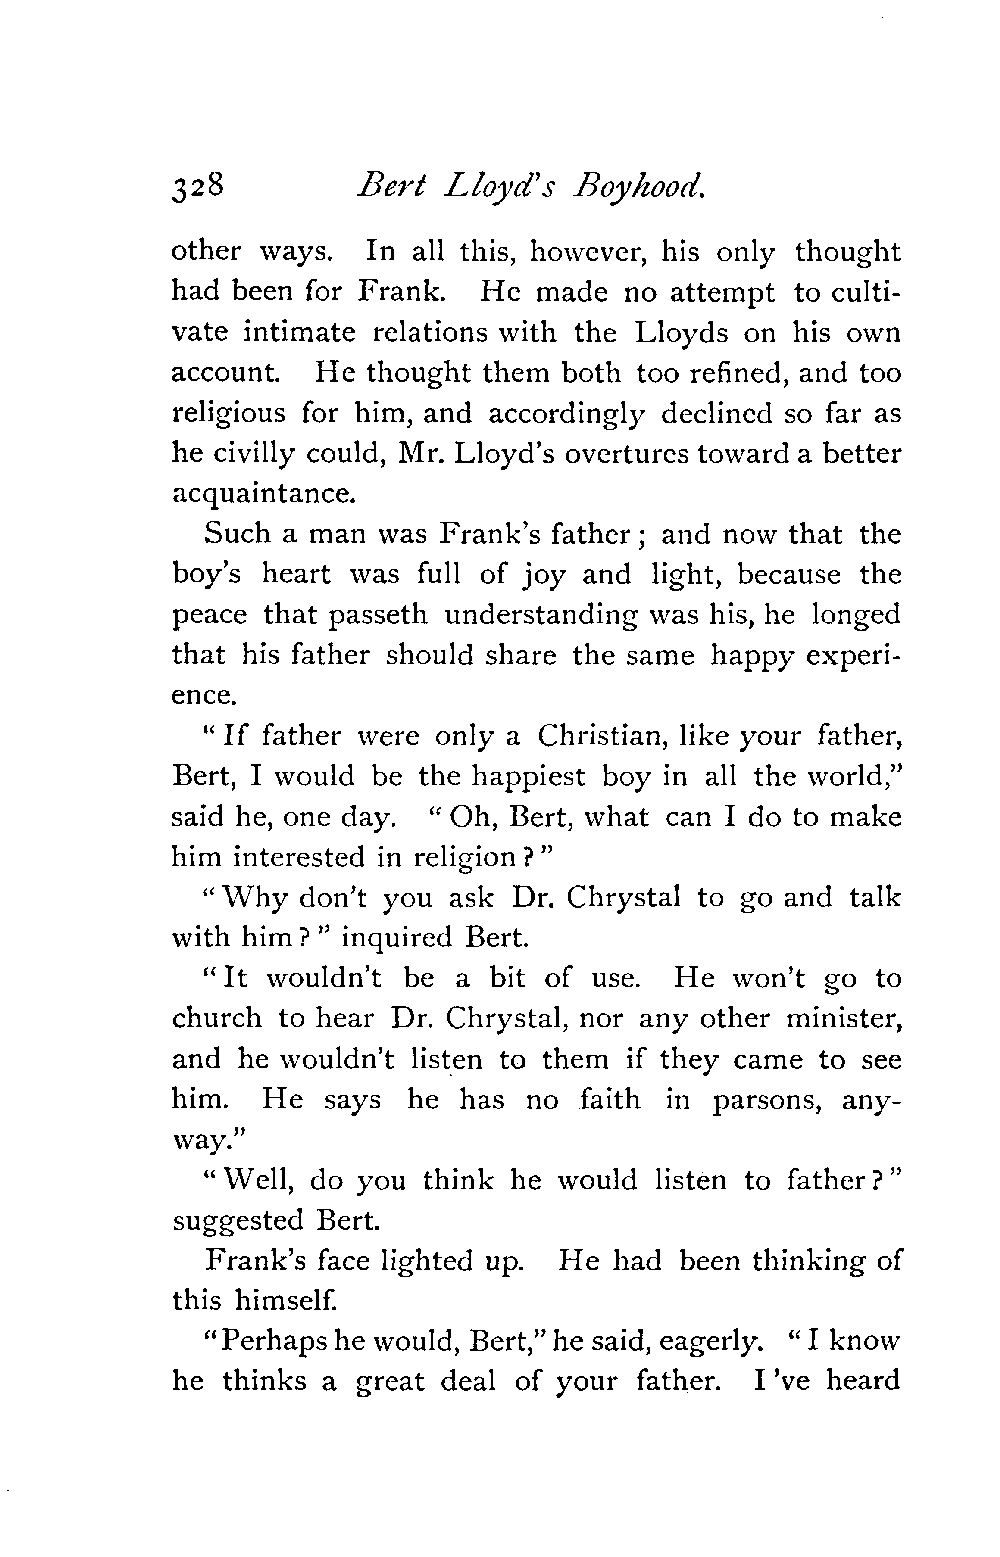 328 Bert Lloyd's Boyhood.
other ways. In all this, however, his only thought
had been for Frank. He made no attempt to culti-
vate intimate relations with the Lloyds on his own
account. He thought them both too refined, and too
religious for him, and accordingly declined so far as
he civilly could, Mr. Lloyd's overtures toward a better
acquaintance.
Such a man was Frank's father; and now that the
boy's heart was full of joy and light, because the
peace that passeth understanding was his, he longed
that his father should share the same happy experi-
ence.
"If father were only a Christian, like your father,
Bert, I would be the happiest boy in all the world,"
said he, one day. "Oh, Bert, what can I do to make
him interested in religion?"
"Why don't you ask Dr. Chrystal to go and talk
with him?" inquired Bert.
"It wouldn't be a bit of use. He won't go to
church to hear Dr. Chrystal, nor any other minister,
and he wouldn't listen to them if they came to see
him. He says he has no faith in parsons, any-
way."
"Well, do you think he would listen to father?"
suggested Bert.
Frank's face lighted up. He had been thinking of
this himself.
"Perhaps he would, Bert," he said, eagerly. "I know
he thinks a great deal of your father. I've heard